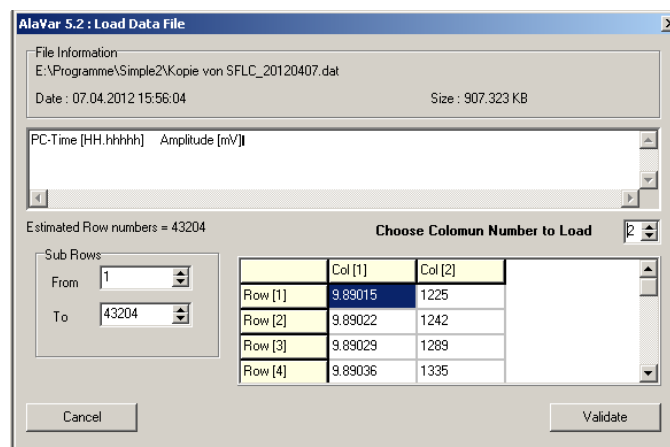 AlaVar 5.2 : Load Data File
File Information
E:\Programme\Simple2\Kopie von SFLC_20120407.dat
Date : 07.04.2012 15:56:04 Size : 907.323 KB
PC-Time [HH.hhhhh] Amplitude [mV]
Estimated Row numbers = 43204 Choose Colomun Number to Load 2
Sub Rows
From 1
To 43204
Col [1] Col [2]
Row [1] 9.89015 1225
Row [2] 9.89022 1242
Row [3] 9.89029 1289
Row [4] 9.89036 1335
Cancel Validate